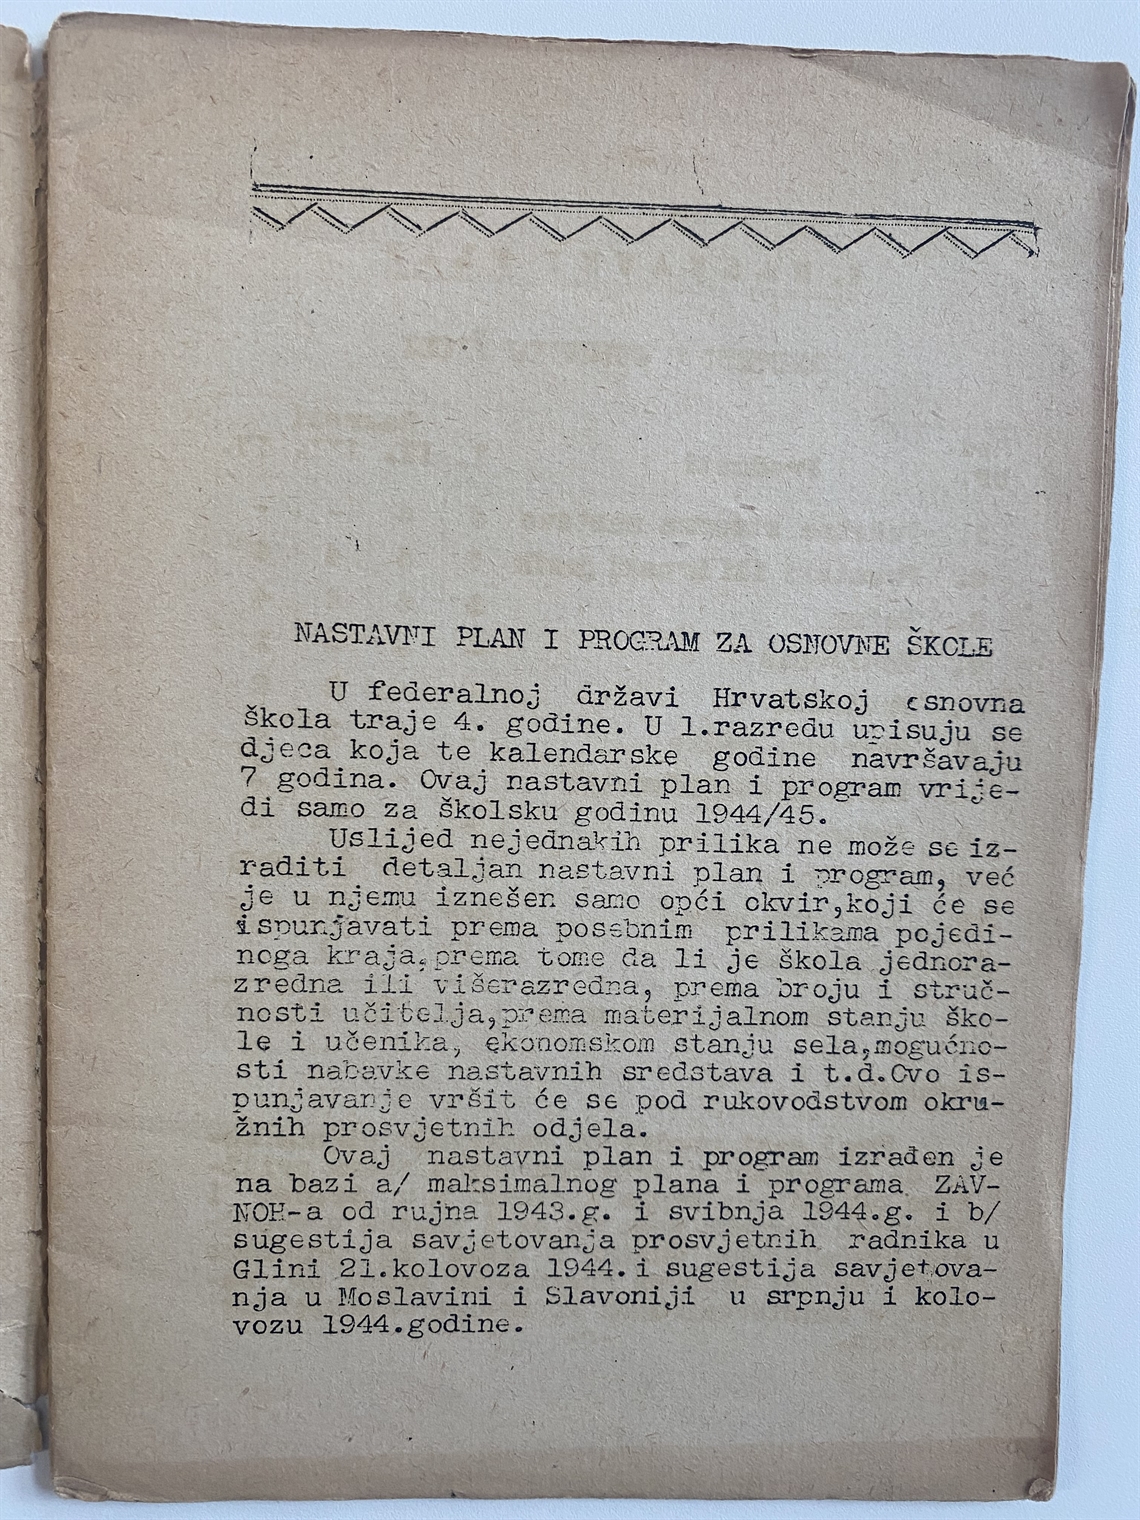 NASTAVNI PLAN I PROGRAM ZA OSNOVNE ŠKOLE
U federalnoj državi Hrvatskoj osnovna
škola traje 4. godine. U 1.razredu upisuju se
djeca koja te kalendarske godine navršavaju
7 godina. Ovaj nastavni plan i program vrije-
di samo za školsku godinu 1944/45.
Uslijed nejednakih prilika ne može se iz-
raditi detaljan nastavni plan i program, već
je u njemu iznešen samo opći okvir,koji će se
ispunjavati prema posebnim prilikama pojedi-
noga kraja,prema tome da li je škola jednora-
zredna ili višerazredna, prema broju i struč-
nosti učitelja,prema materijalnom stanju ško-
le i učenika, ekonomskom stanju sela,mogućno-
sti nabavke nastavnih sredstava i t.d.Ovo is-
punjavanje vršit će se pod rukovodstvom okru-
žnih prosvjetnih odjela.
Ovaj nastavni plan i program izrađen je
na bazi a/ maksimalnog plana i programa ZAV-
NOH-a od rujna 1943.g. i svibnja 1944.g. i b/
sugestija savjetovanja prosvjetnih radnika u
Glini 21.kolovoza 1944.i sugestija savjetova-
nja u Moslavini i Slavoniji u srpnju i kolo-
vozu 1944.godine.